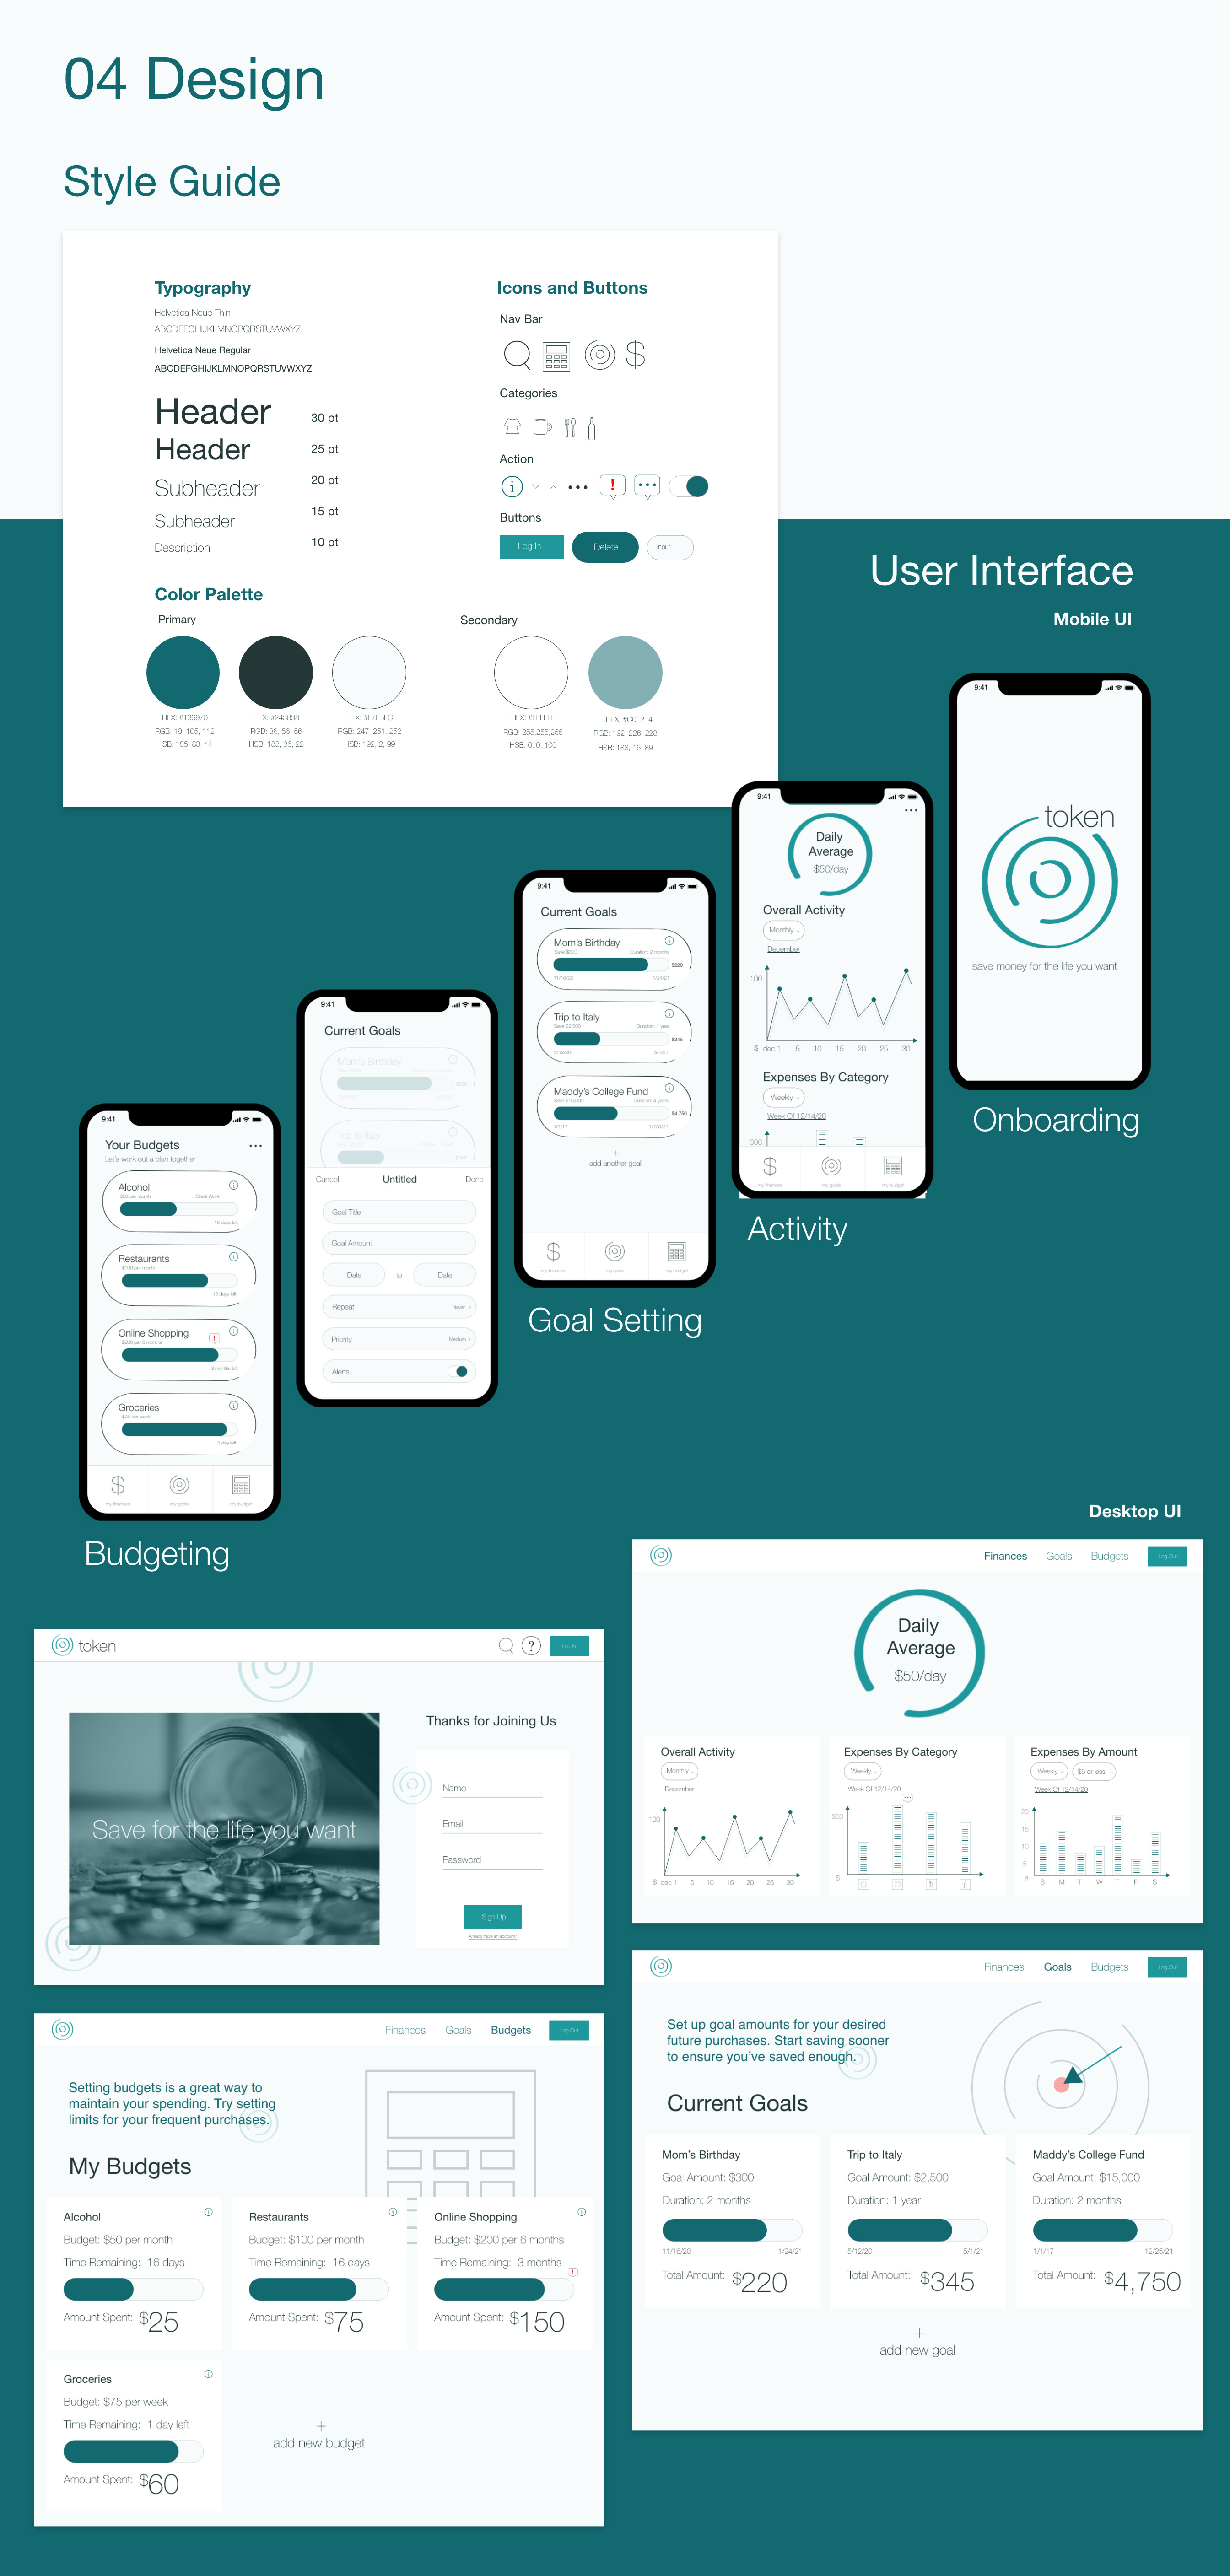 04 Design
Style Guide
Typography
Helvetica Neue Thin
ABCDEFGHIJKLMNOPQRSTUVWXYZ
Helvetica Neue Regular
ABCDEFGHIJKLMNOPQRSTUVWXYZ
Header 30 pt
Header 25 pt
Subheader 20 pt
Subheader 15 pt
Description 10 pt
Icons and Buttons
Nav Bar
Categories
Action
Buttons
Log In
Delete
Input
Color Palette
Primary
HEX: #136970
RGB: 19, 105, 112
HSB: 185, 83, 44
HEX: #243838
RGB: 36, 56, 56
HSB: 183, 36, 22
HEX: #F7FBFC
RGB: 247, 251, 252
HSB: 192, 2, 99
Secondary
HEX: #FFFFFF
RGB: 255,255,255
HSB: 0, 0, 100
HEX: #C0E2E4
RGB: 192, 226, 228
HSB: 183, 16, 89
User Interface
Mobile UI
9:41
token
save money for the life you want
Onboarding
9:41
Daily
Average
$50/day
Overall Activity
Monthly
December
100
$ dec 1 5 10 15 20 25 30
Expenses By Category
Weekly
Week Of 12/14/20
300
my finances my goals my budget
Activity
9:41
Current Goals
Mom's Birthday
Save $300 Duration: 2 months
$220
11/16/20 1/24/21
Trip to Italy
Save $2,500 Duration: 1 year
$345
5/12/20 5/1/21
Maddy's College Fund
Save $15,000 Duration: 4 years
$4,750
1/1/17 12/25/21
+
add another goal
my finances my goals my budget
Goal Setting
9:41
Current Goals
Mom's Birthday
Trip to Italy
Cancel Untitled Done
Goal Title
Goal Amount
Date to Date
Repeat Never
Priority Medium
Alerts
9:41
Your Budgets
Let's work out a plan together
Alcohol
$50 per month Great Work!
16 days left
Restaurants
$100 per month
16 days left
Online Shopping
$200 per 6 months
3 months left
Groceries
$75 per week
1 day left
my finances my goals my budget
Budgeting
Desktop UI
Finances Goals Budgets Log Out
Daily
Average
$50/day
Overall Activity
Monthly
December
100
$ dec 1 5 10 15 20 25 30
Expenses By Category
Weekly
Week Of 12/14/20
300
$
Expenses By Amount
Weekly $5 or less
Week Of 12/14/20
20
15
10
5
#
S M T W T F S
token
? Log In
Save for the life you want
Thanks for Joining Us
Name
Email
Password
Sign Up
Already have an account?
Finances Goals Budgets Log Out
Set up goal amounts for your desired
future purchases. Start saving sooner
to ensure you've saved enough.
Current Goals
Mom's Birthday
Goal Amount: $300
Duration: 2 months
11/16/20 1/24/21
Total Amount: $220
Trip to Italy
Goal Amount: $2,500
Duration: 1 year
5/12/20 5/1/21
Total Amount: $345
Maddy's College Fund
Goal Amount: $15,000
Duration: 2 months
1/1/17 12/25/21
Total Amount: $4,750
+
add new goal
Finances Goals Budgets Log Out
Setting budgets is a great way to
maintain your spending. Try setting
limits for your frequent purchases.
My Budgets
Alcohol
Budget: $50 per month
Time Remaining: 16 days
Amount Spent: $25
Restaurants
Budget: $100 per month
Time Remaining: 16 days
Amount Spent: $75
Online Shopping
Budget: $200 per 6 months
Time Remaining: 3 months
Amount Spent: $150
Groceries
Budget: $75 per week
Time Remaining: 1 day left
Amount Spent: $60
+
add new budget